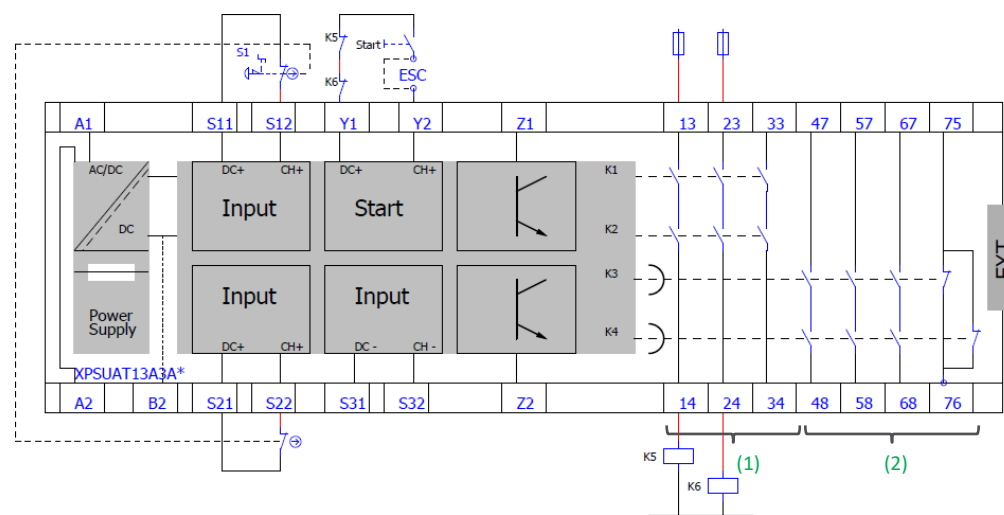 S1
K5
Start
K6
ESC
A1 S11 S12 Y1 Y2 Z1 13 23 33 47 57 67 75
AC/DC DC+ CH+ DC+ CH+ K1
Input Start
DC K2
K3
Input Input
Power
Supply
K4
DC+ CH+ DC - CH -
EXT
XPSUAT13A3A*
A2 B2 S21 S22 S31 S32 Z2 14 24 34 48 58 68 76
K5 (1) (2)
K6